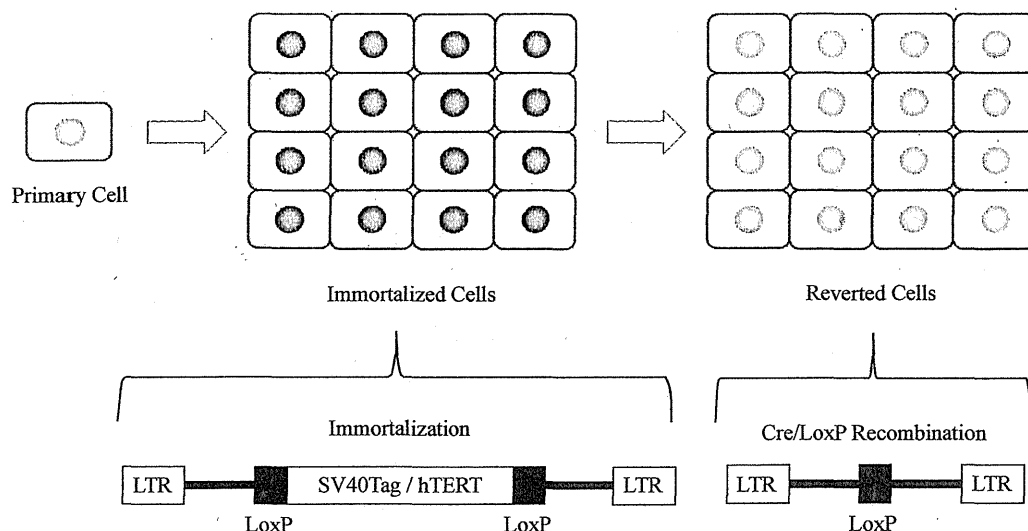 Primary Cell
Immortalized Cells
Reverted Cells
Immortalization
Cre/LoxP Recombination
LTR
SV40Tag / hTERT
LTR
LTR
LTR
LoxP
LoxP
LoxP